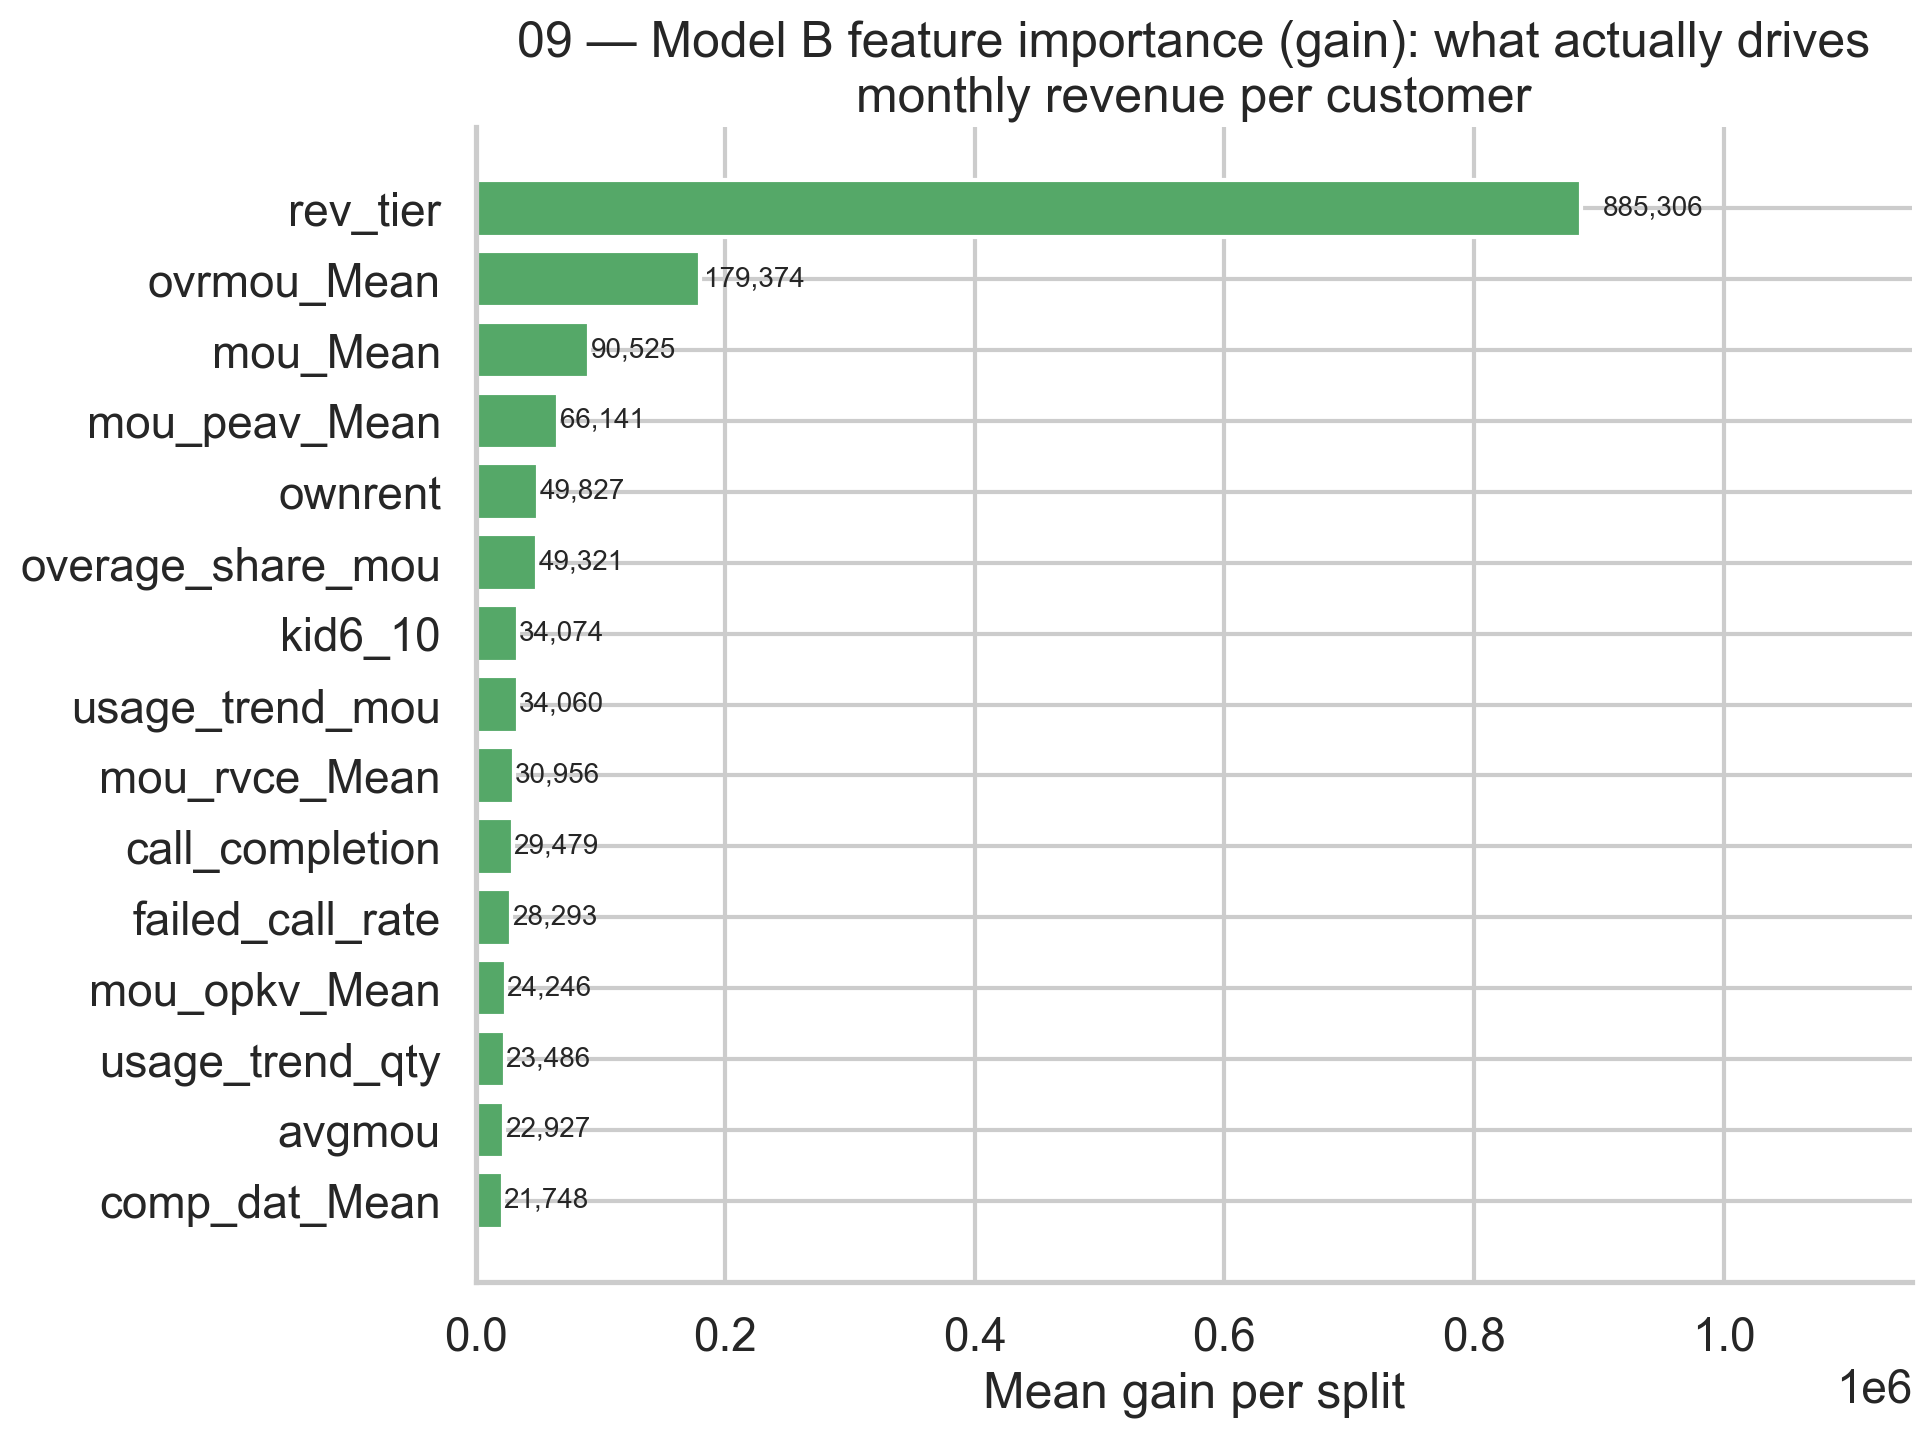 09 — Model B feature importance (gain): what actually drives
monthly revenue per customer
rev_tier 885,306
ovrmou_Mean 179,374
mou_Mean 90,525
mou_peav_Mean 66,141
ownrent 49,827
overage_share_mou 49,321
kid6_10 34,074
usage_trend_mou 34,060
mou_rvce_Mean 30,956
call_completion 29,479
failed_call_rate 28,293
mou_opkv_Mean 24,246
usage_trend_qty 23,486
avgmou 22,927
comp_dat_Mean 21,748
0.0 0.2 0.4 0.6 0.8 1.0
Mean gain per split
1e6